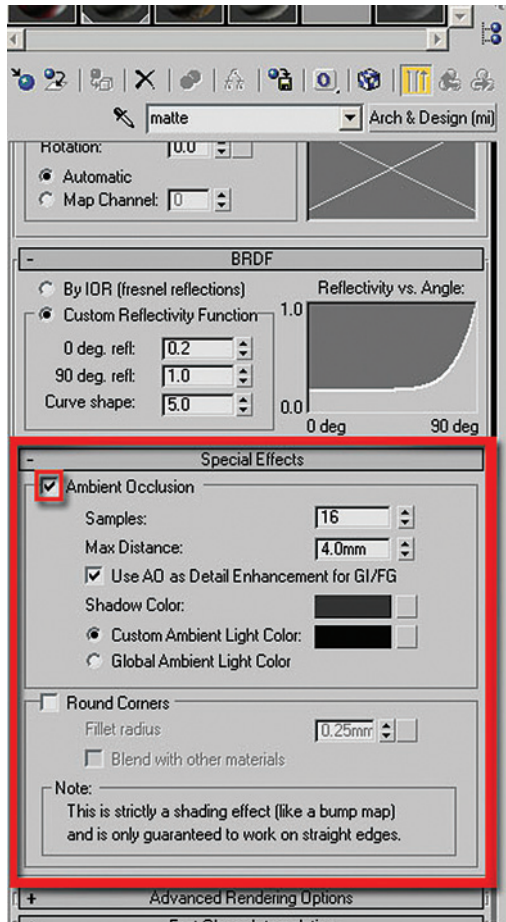 matte
Arch & Design (mi)
Rotation: 0.0
Automatic
Map Channel: 0
- BRDF
By IOR (fresnel reflections)
Custom Reflectivity Function
0 deg. refl: 0.2
90 deg. refl: 1.0
Curve shape: 5.0
Reflectivity vs. Angle:
1.0
0.0
0 deg 90 deg
- Special Effects
Ambient Occlusion
Samples: 16
Max Distance: 4.0mm
Use AO as Detail Enhancement for GI/FG
Shadow Color:
Custom Ambient Light Color:
Global Ambient Light Color
Round Corners
Fillet radius 0.25mm
Blend with other materials
Note:
This is strictly a shading effect (like a bump map)
and is only guaranteed to work on straight edges.
+ Advanced Rendering Options